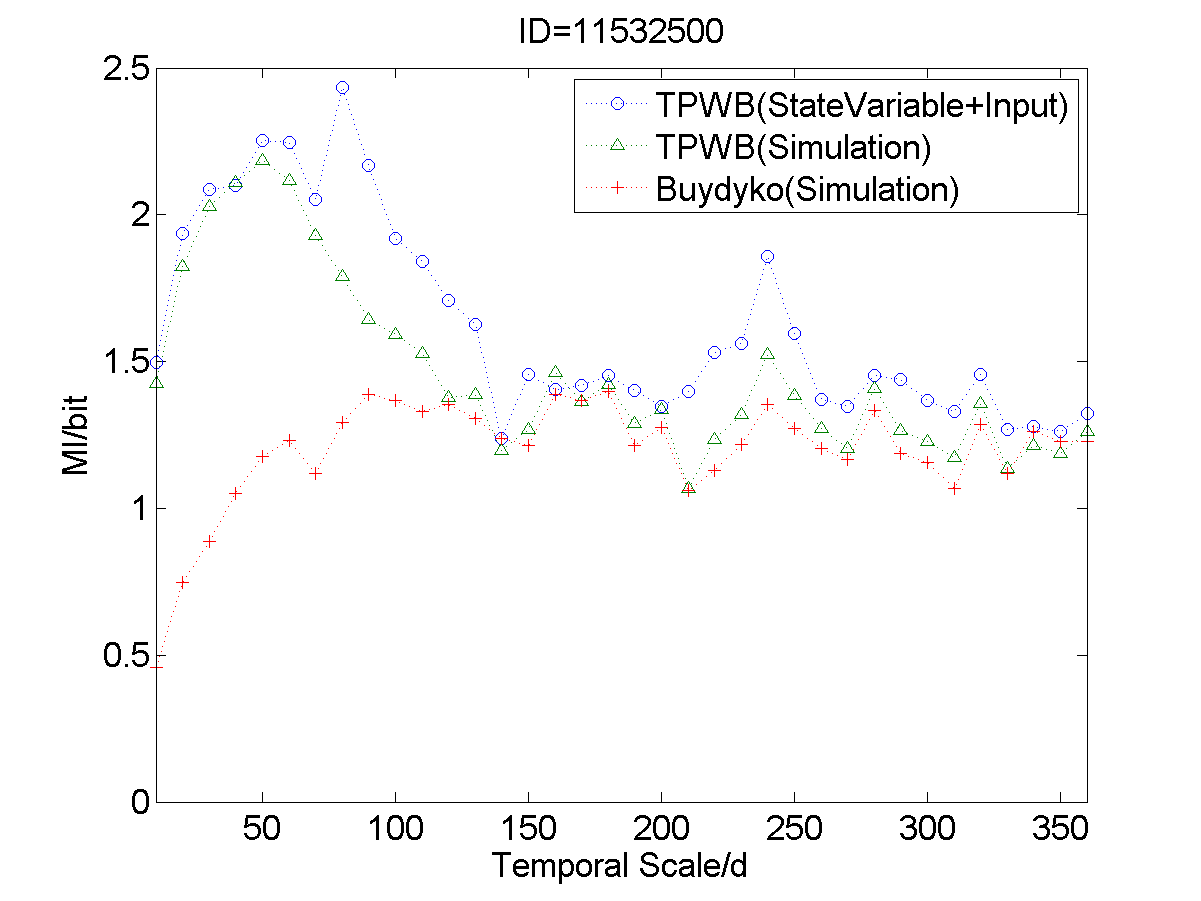 ID=11532500
2.5
2
1.5
1
0.5
0
MI/bit
TPWB(StateVariable+Input)
TPWB(Simulation)
Buydyko(Simulation)
50 100 150 200 250 300 350
Temporal Scale/d